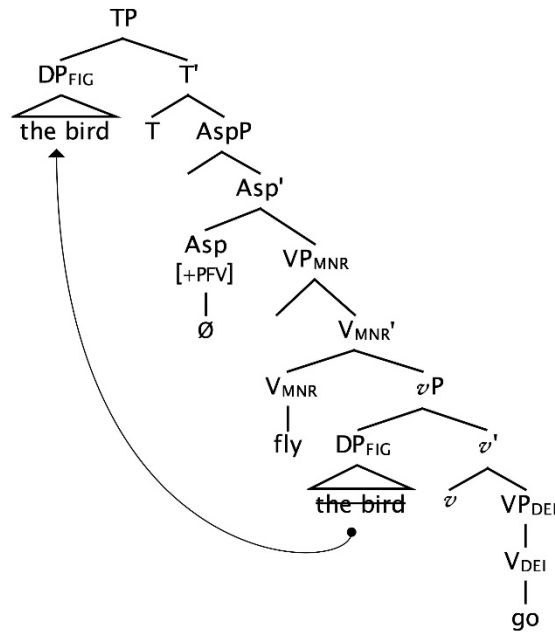 TP
DP_FIG T'
the bird T AspP
Asp'
Asp VP_MNR
[+PFV]
Ø V_MNR'
V_MNR vP
fly DP_FIG v'
the bird v VP_DEI
V_DEI
go